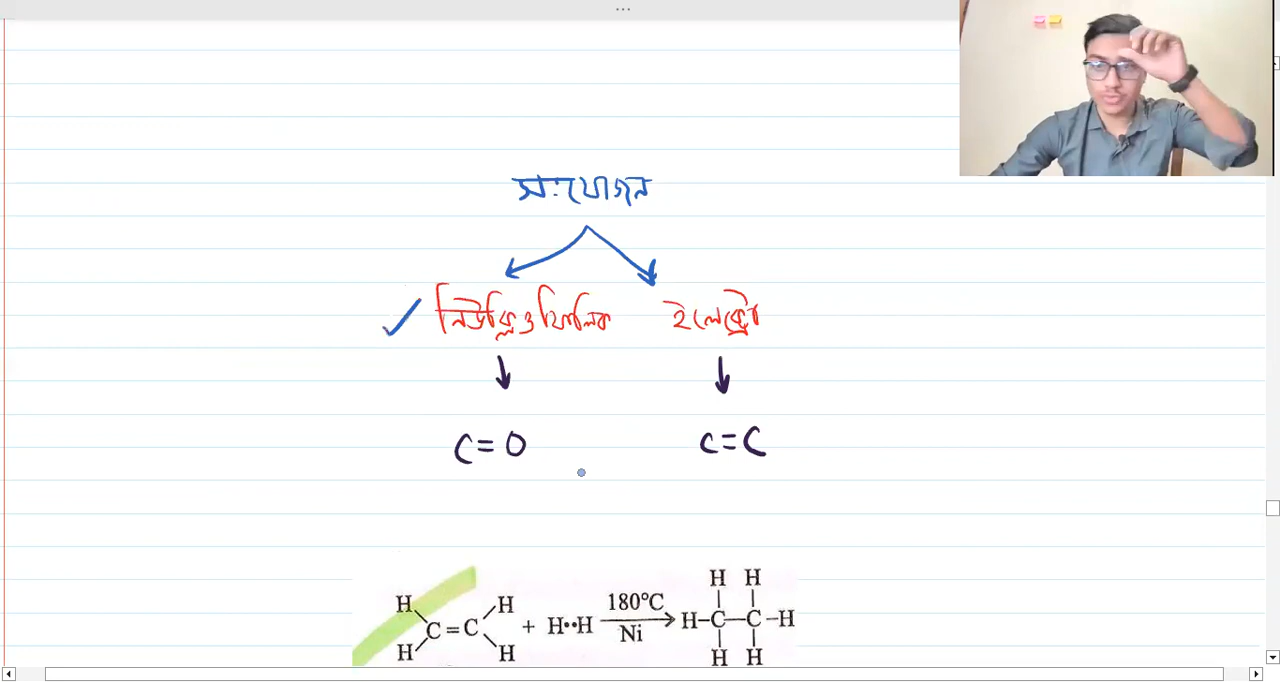 সংযোজন
নিউক্লিওফিলিক ইলেক্ট্রো
C=O C=C
H H
H H 180°C
C=C + H••H H-C-C-H
H H Ni
H H